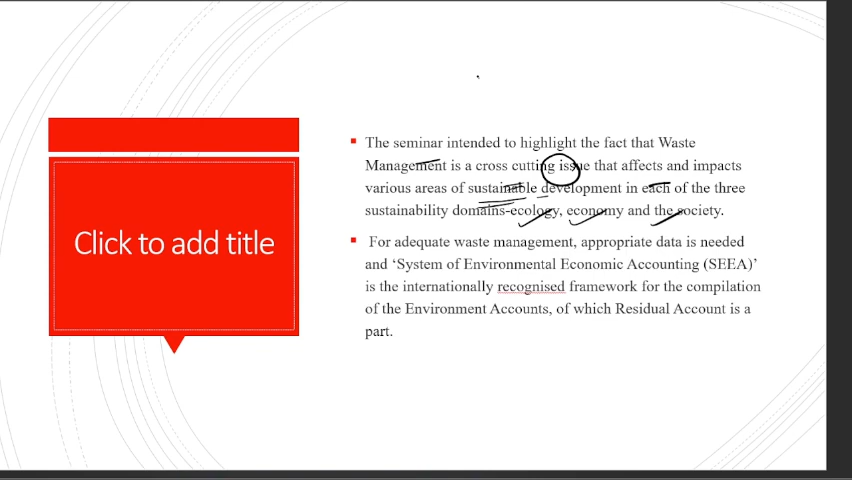 Click to add title
The seminar intended to highlight the fact that Waste
Management is a cross cutting issue that affects and impacts
various areas of sustainable development in each of the three
sustainability domains-ecology, economy and the society.
For adequate waste management, appropriate data is needed
and ‘System of Environmental Economic Accounting (SEEA)’
is the internationally recognised framework for the compilation
of the Environment Accounts, of which Residual Account is a
part.